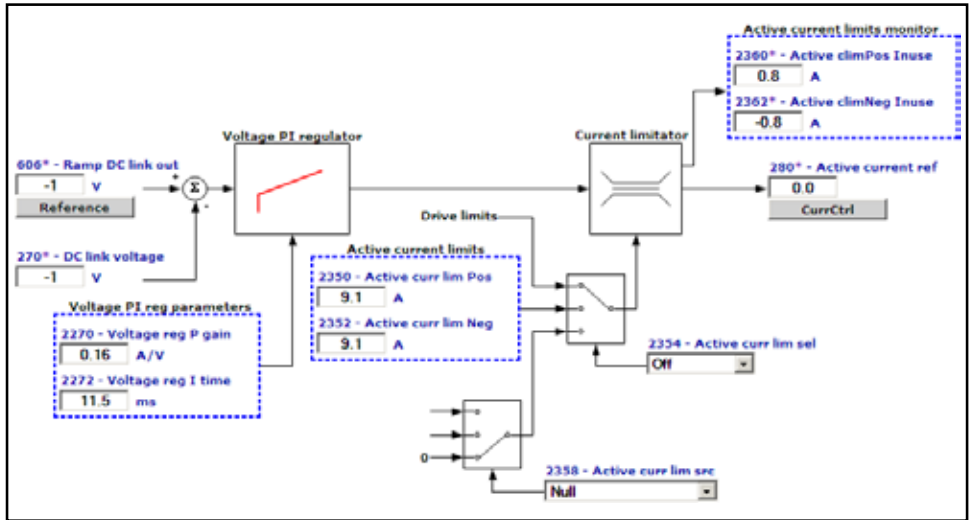 Active current limits monitor
2360* - Active climPos Inuse
0.8 A
2362* - Active climNeg Inuse
-0.8 A
Voltage PI regulator
Current limitator
606* - Ramp DC link out
-1 V
Reference
+
Σ
-
280* - Active current ref
0.0
CurrCtrl
Drive limits
270* - DC link voltage
-1 V
Active current limits
2350 - Active curr lim Pos
9.1 A
2352 - Active curr lim Neg
9.1 A
Voltage PI reg parameters
2270 - Voltage reg P gain
0.16 A/V
2272 - Voltage reg I time
11.5 ms
2354 - Active curr lim sel
Off
0
2358 - Active curr lim src
Null